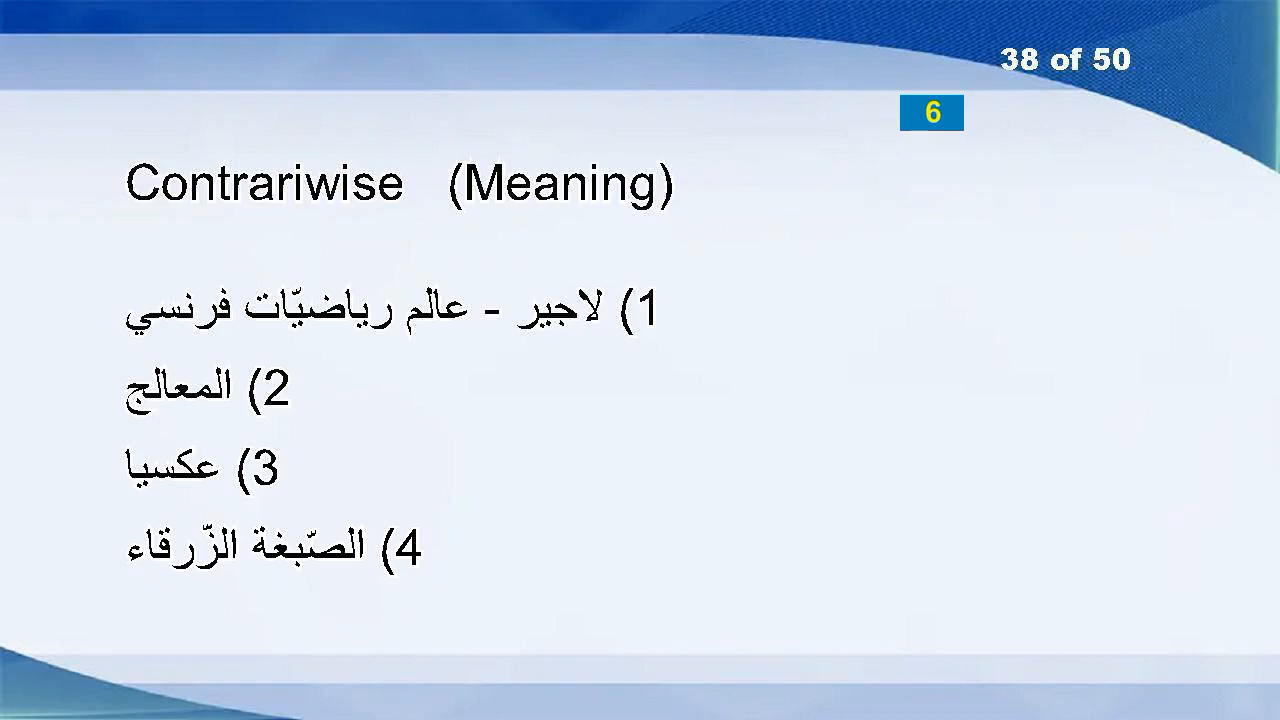 38 of 50
6
Contrariwise (Meaning)
1) لاجير - عالم رياضيّات فرنسي
2) المعالج
3) عكسيا
4) الصّبغة الزّرقاء